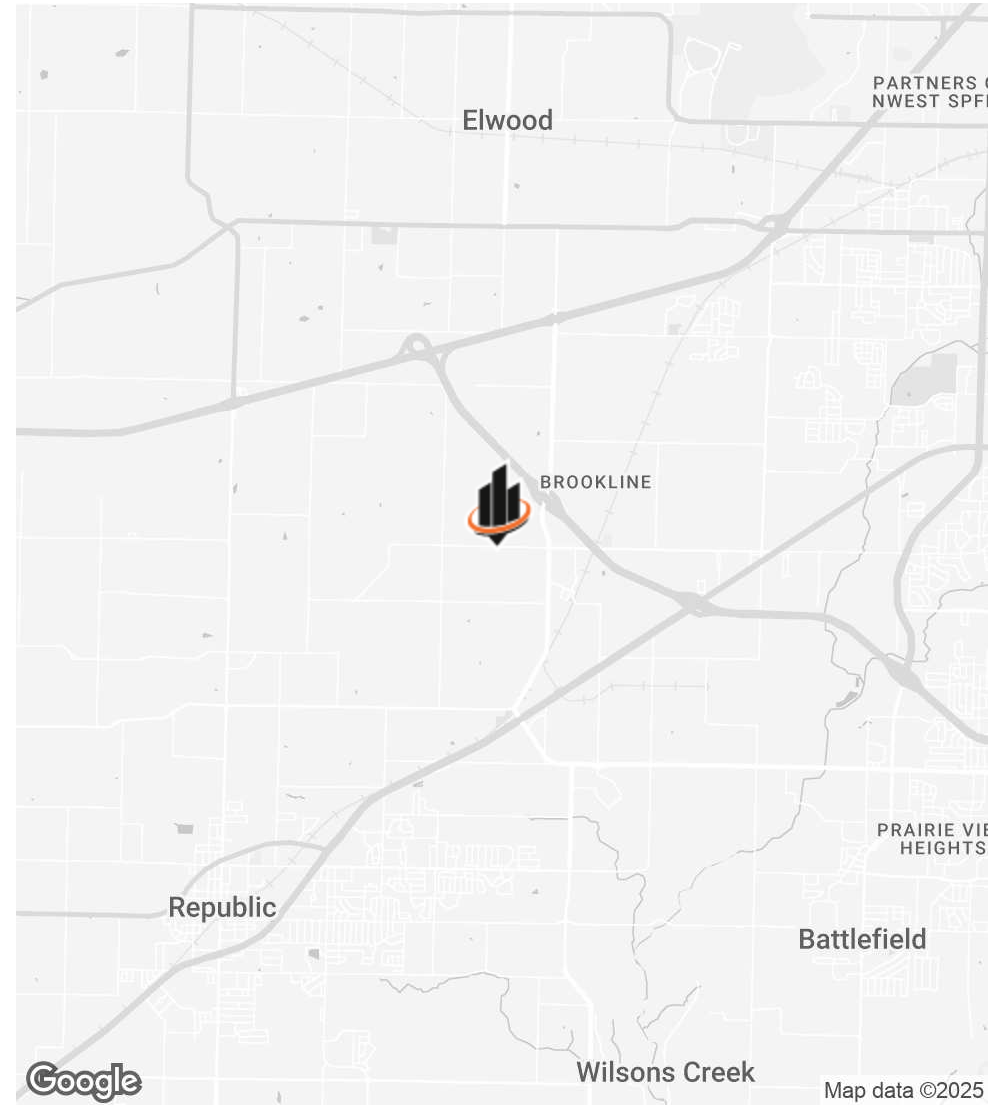 PARTNERS
NWEST SPF
Elwood
BROOKLINE
PRAIRIE VIE
HEIGHTS
Republic
Battlefield
Wilsons Creek
Google
Map data ©2025